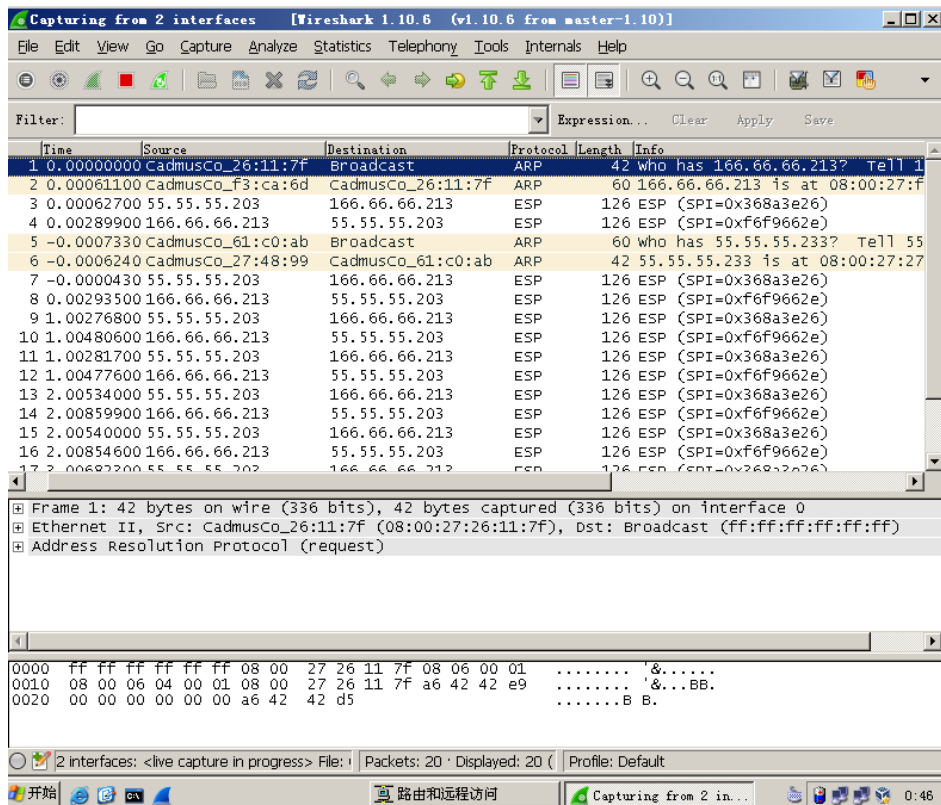 Capturing from 2 interfaces [Wireshark 1.10.6 (v1.10.6 from master-1.10)]
File Edit View Go Capture Analyze Statistics Telephony Tools Internals Help
Filter: Expression... Clear Apply Save
Time Source Destination Protocol Length Info
1 0.00000000 CadmusCo_26:11:7f Broadcast ARP 42 who has 166.66.66.213? Tell 1
2 0.00061100 CadmusCo_f3:ca:6d CadmusCo_26:11:7f ARP 60 166.66.66.213 is at 08:00:27:f
3 0.00062700 55.55.55.203 166.66.66.213 ESP 126 ESP (SPI=0x368a3e26)
4 0.00289900 166.66.66.213 55.55.55.203 ESP 126 ESP (SPI=0xf6f9662e)
5 -0.0007330 CadmusCo_61:c0:ab Broadcast ARP 60 who has 55.55.55.233? Tell 55
6 -0.0006240 CadmusCo_27:48:99 CadmusCo_61:c0:ab ARP 42 55.55.55.233 is at 08:00:27:27
7 -0.0000430 55.55.55.203 166.66.66.213 ESP 126 ESP (SPI=0x368a3e26)
8 0.00293500 166.66.66.213 55.55.55.203 ESP 126 ESP (SPI=0xf6f9662e)
9 1.00276800 55.55.55.203 166.66.66.213 ESP 126 ESP (SPI=0x368a3e26)
10 1.00480600 166.66.66.213 55.55.55.203 ESP 126 ESP (SPI=0xf6f9662e)
11 1.00281700 55.55.55.203 166.66.66.213 ESP 126 ESP (SPI=0x368a3e26)
12 1.00477600 166.66.66.213 55.55.55.203 ESP 126 ESP (SPI=0xf6f9662e)
13 2.00534000 55.55.55.203 166.66.66.213 ESP 126 ESP (SPI=0x368a3e26)
14 2.00859900 166.66.66.213 55.55.55.203 ESP 126 ESP (SPI=0xf6f9662e)
15 2.00540000 55.55.55.203 166.66.66.213 ESP 126 ESP (SPI=0x368a3e26)
16 2.00854600 166.66.66.213 55.55.55.203 ESP 126 ESP (SPI=0xf6f9662e)
17 3.00682300 55.55.55.203 166.66.66.213 ESP 126 ESP (SPI=0x368a3e26)
Frame 1: 42 bytes on wire (336 bits), 42 bytes captured (336 bits) on interface 0
Ethernet II, Src: CadmusCo_26:11:7f (08:00:27:26:11:7f), Dst: Broadcast (ff:ff:ff:ff:ff:ff)
Address Resolution Protocol (request)
0000 ff ff ff ff ff ff 08 00 27 26 11 7f 08 06 00 01 ........ '&......
0010 08 00 06 04 00 01 08 00 27 26 11 7f a6 42 42 e9 ........ '&...BB.
0020 00 00 00 00 00 00 a6 42 42 d5 .......B B.
2 interfaces: <live capture in progress> File: Packets: 20 · Displayed: 20 ( Profile: Default
开始 路由和远程访问 Capturing from 2 in... 0:46